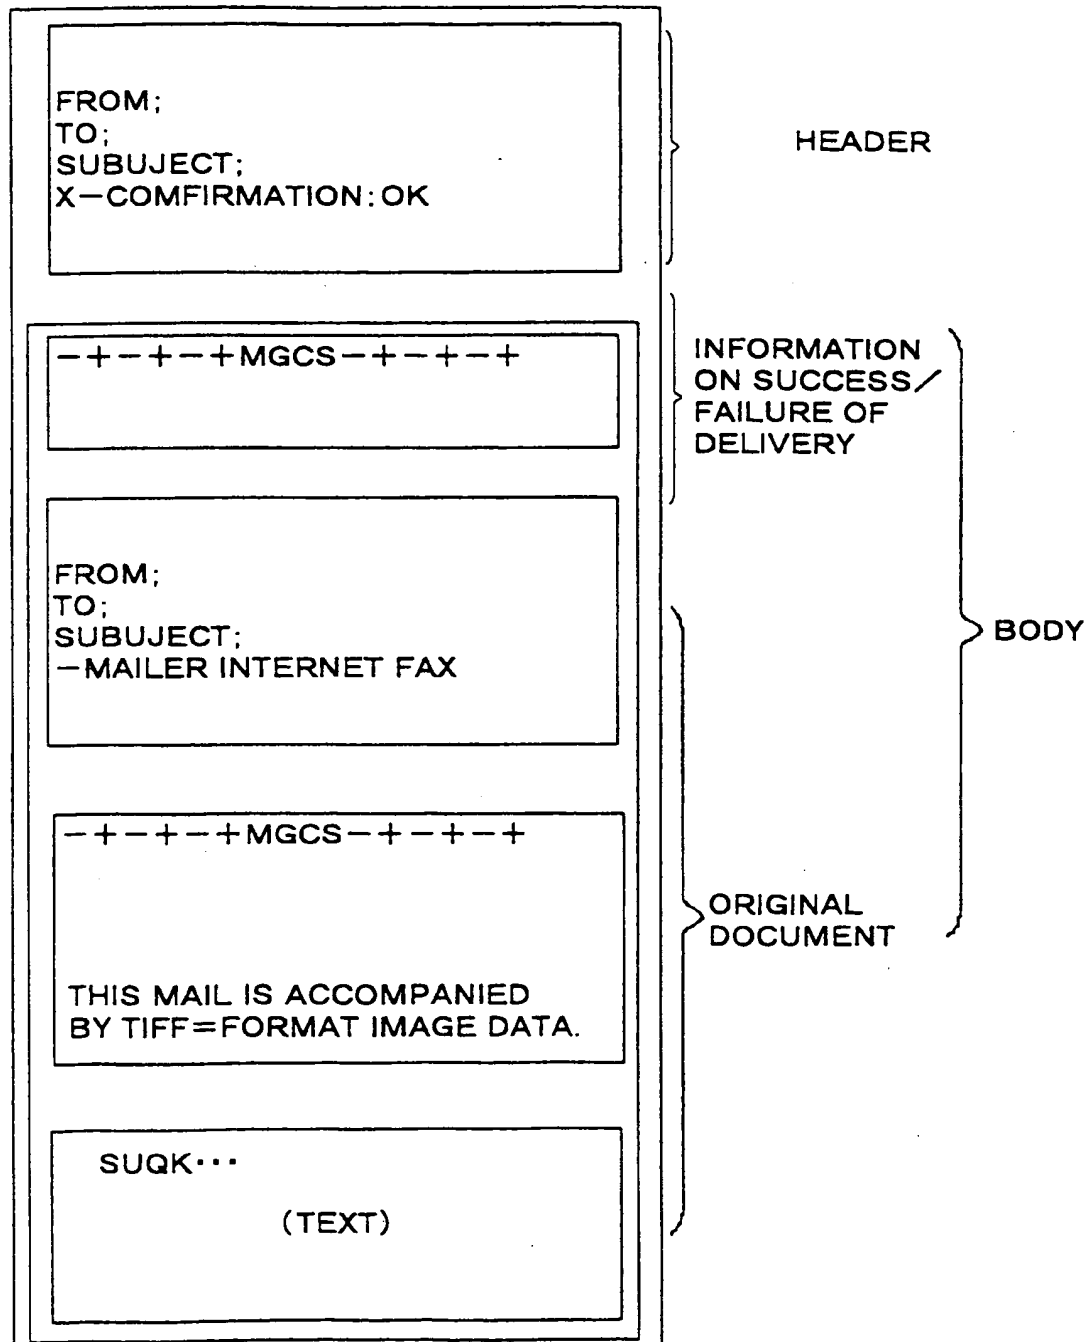 FROM;
TO;
SUBUJECT;
X-COMFIRMATION:OK
HEADER
-+-+-+MGCS-+-+-+
INFORMATION
ON SUCCESS/
FAILURE OF
DELIVERY
FROM;
TO;
SUBUJECT;
-MAILER INTERNET FAX
BODY
-+-+-+MGCS-+-+-+
THIS MAIL IS ACCOMPANIED
BY TIFF=FORMAT IMAGE DATA.
ORIGINAL
DOCUMENT
SUQK···
(TEXT)